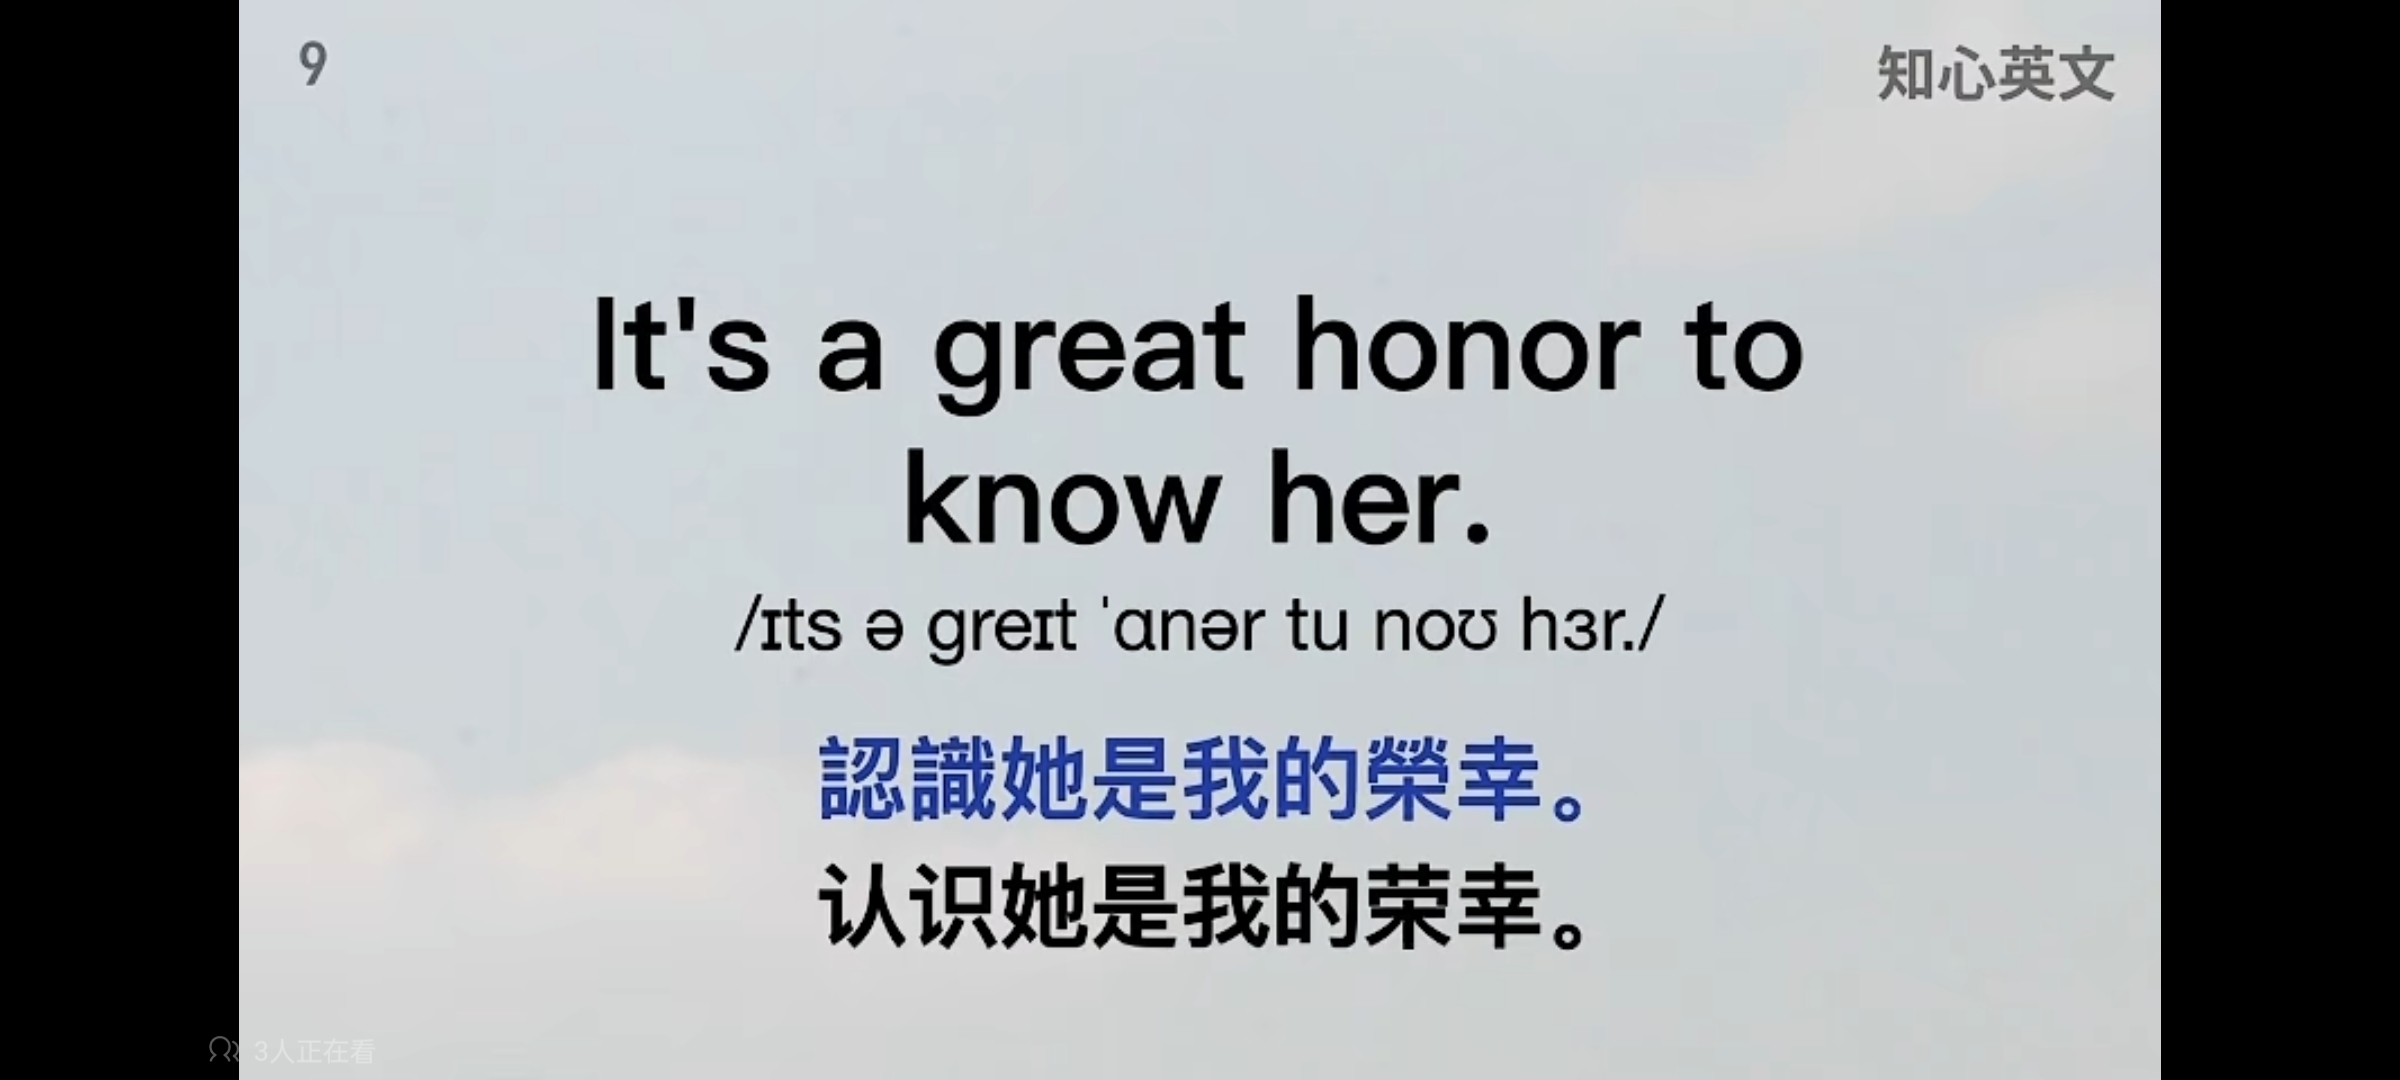 9
知心英文
It's a great honor to
know her.
/ɪts ə greɪt ˈɑnər tu noʊ hɜr./
認識她是我的榮幸。
认识她是我的荣幸。
3人正在看